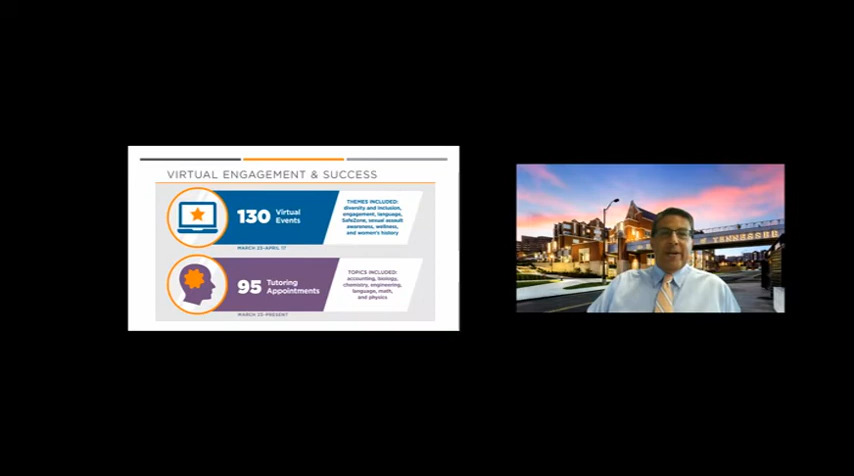 VIRTUAL ENGAGEMENT & SUCCESS
130 Virtual
Events
THEMES INCLUDED:
diversity and inclusion,
engagement, language,
SafeZone, sexual assault
awareness, wellness,
and women's history
MARCH 23-APRIL 17
95 Tutoring
Appointments
TOPICS INCLUDED:
accounting, biology,
chemistry, engineering,
language, math,
and physics
MARCH 23-PRESENT
TENNESSEE